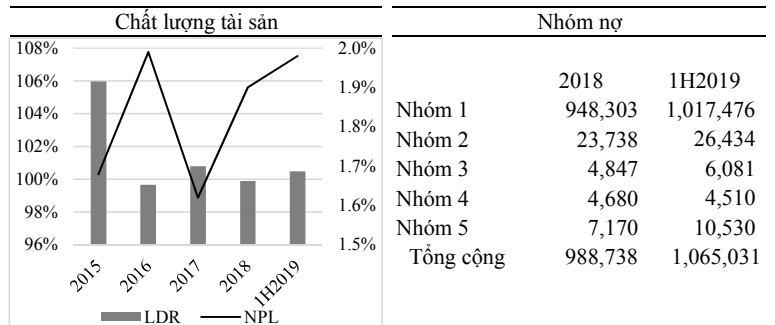 Chất lượng tài sản
108%
106%
104%
102%
100%
98%
96%
2.0%
1.9%
1.8%
1.7%
1.6%
1.5%
2015
2016
2017
2018
1H2019
LDR
NPL
Nhóm nợ
2018 1H2019
Nhóm 1 948,303 1,017,476
Nhóm 2 23,738 26,434
Nhóm 3 4,847 6,081
Nhóm 4 4,680 4,510
Nhóm 5 7,170 10,530
Tổng cộng 988,738 1,065,031